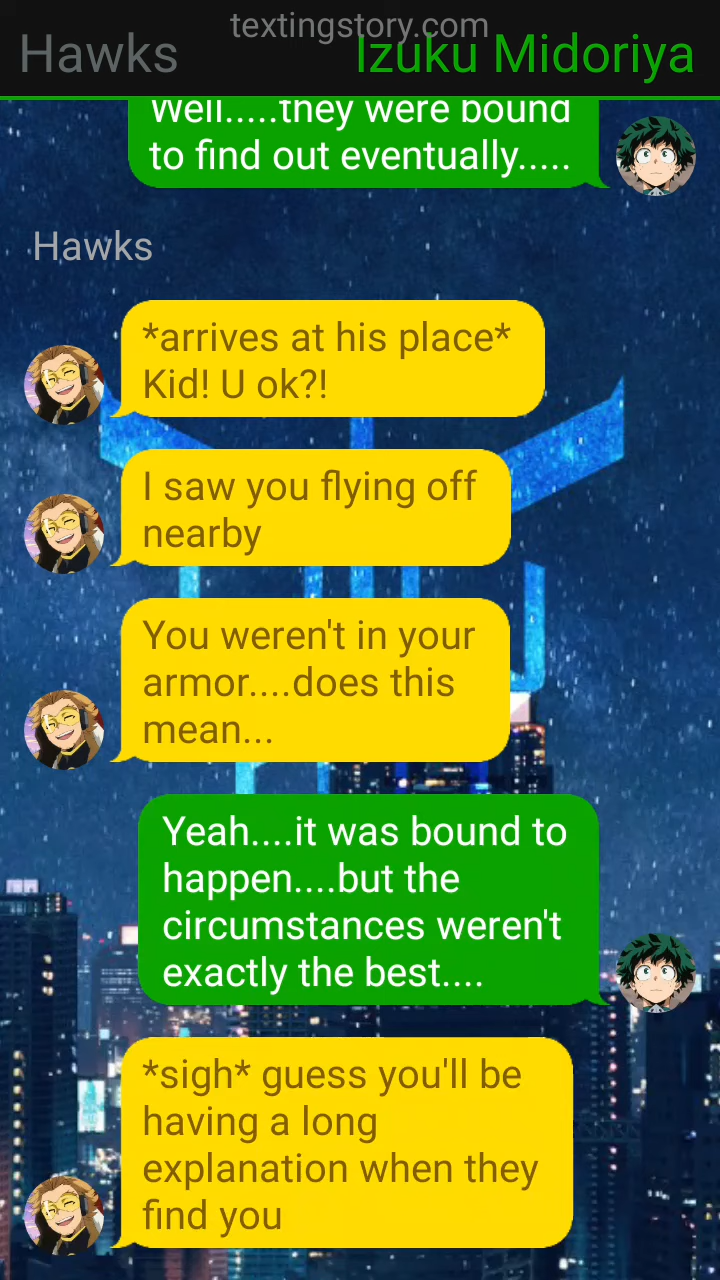 textingstory.com
Hawks
Izuku Midoriya
Well.....they were bound
to find out eventually.....
Hawks
*arrives at his place*
Kid! U ok?!
I saw you flying off
nearby
You weren't in your
armor....does this
mean...
Yeah....it was bound to
happen....but the
circumstances weren't
exactly the best....
*sigh* guess you'll be
having a long
explanation when they
find you